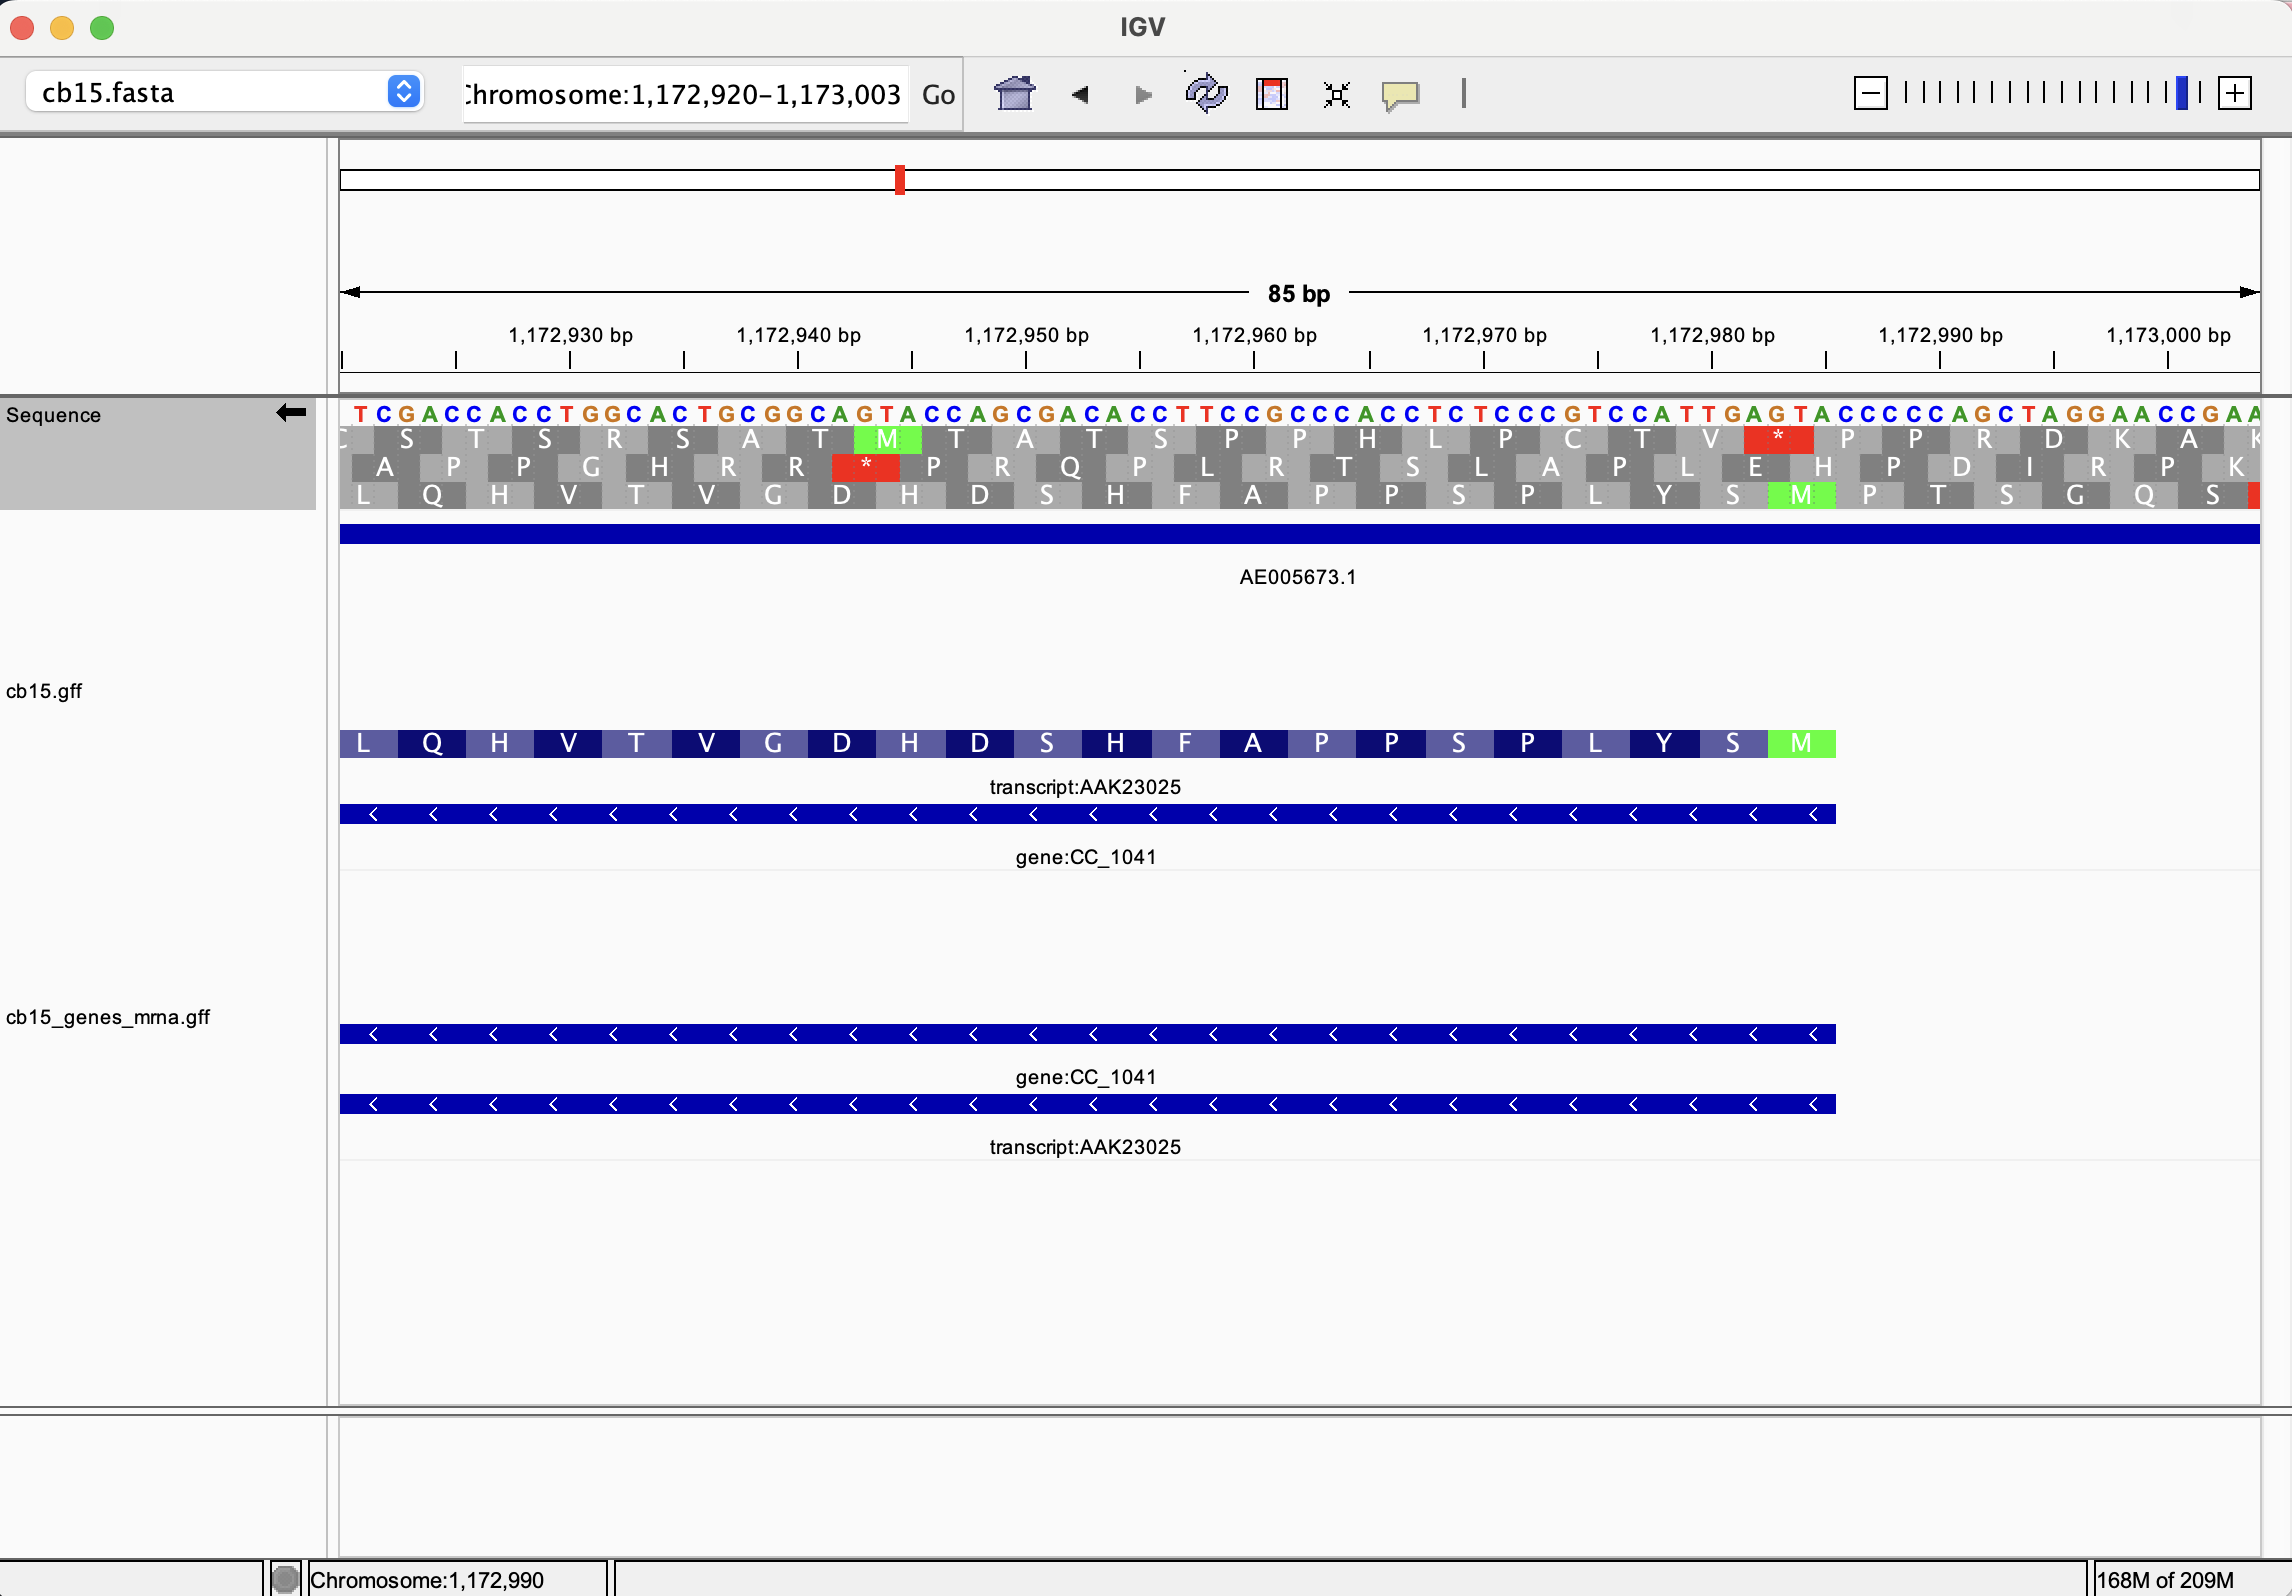 IGV
cb15.fasta
Chromosome:1,172,920-1,173,003
Go
85 bp
1,172,930 bp 1,172,940 bp 1,172,950 bp 1,172,960 bp 1,172,970 bp 1,172,980 bp 1,172,990 bp 1,173,000 bp
Sequence
T C G A C C A C C T G G C A C T G C G G C A G T A C C A G C G A C A C C T T C C G C C C A C C T C T C C C G T C C A T T G A G T A C C C C C A G C T A G G A A C C G A A
C S T S R S A T M T A T S P P H L P C T V * P P R D K A K
A P P G H R R * P R Q P L R T S L A P L E H P D I R P K
L Q H V T V G D H D S H F A P P S P L Y S M P T S G Q S
AE005673.1
cb15.gff
L Q H V T V G D H D S H F A P P S P L Y S M
transcript:AAK23025
gene:CC_1041
cb15_genes_mrna.gff
gene:CC_1041
transcript:AAK23025
Chromosome:1,172,990
168M of 209M